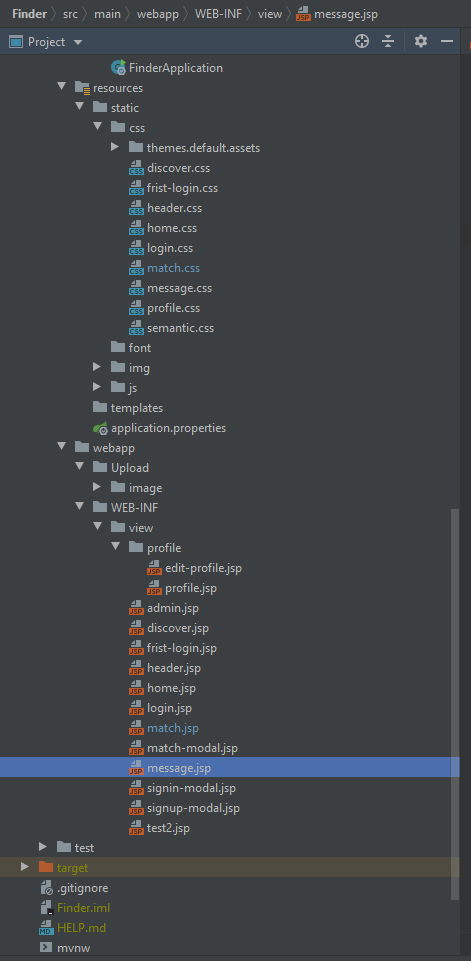 Finder src main webapp WEB-INF view message.jsp
Project
FinderApplication
resources
static
css
themes.default.assets
discover.css
frist-login.css
header.css
home.css
login.css
match.css
message.css
profile.css
semantic.css
font
img
js
templates
application.properties
webapp
Upload
image
WEB-INF
view
profile
edit-profile.jsp
profile.jsp
admin.jsp
discover.jsp
frist-login.jsp
header.jsp
home.jsp
login.jsp
match.jsp
match-modal.jsp
message.jsp
signin-modal.jsp
signup-modal.jsp
test2.jsp
test
target
.gitignore
Finder.iml
HELP.md
mvnw